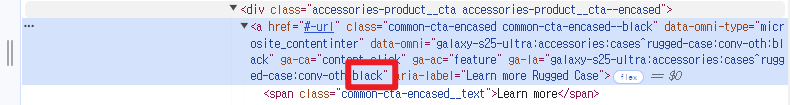 ▼<div class="accessories-product__cta accessories-product__cta--encased">
··· ▼<a href="#-url" class="common-cta-encased common-cta-encased--black" data-omni-type="micr
osite_contentinter" data-omni="galaxy-s25-ultra:accessories:cases^rugged-case:conv-oth:bl
ack" ga-ca="content click" ga-ac="feature" ga-la="galaxy-s25-ultra:accessories:cases^rugg
ed-case:conv-oth:black" aria-label="Learn more Rugged Case"> flex == $0
<span class="common-cta-encased__text">Learn more</span>